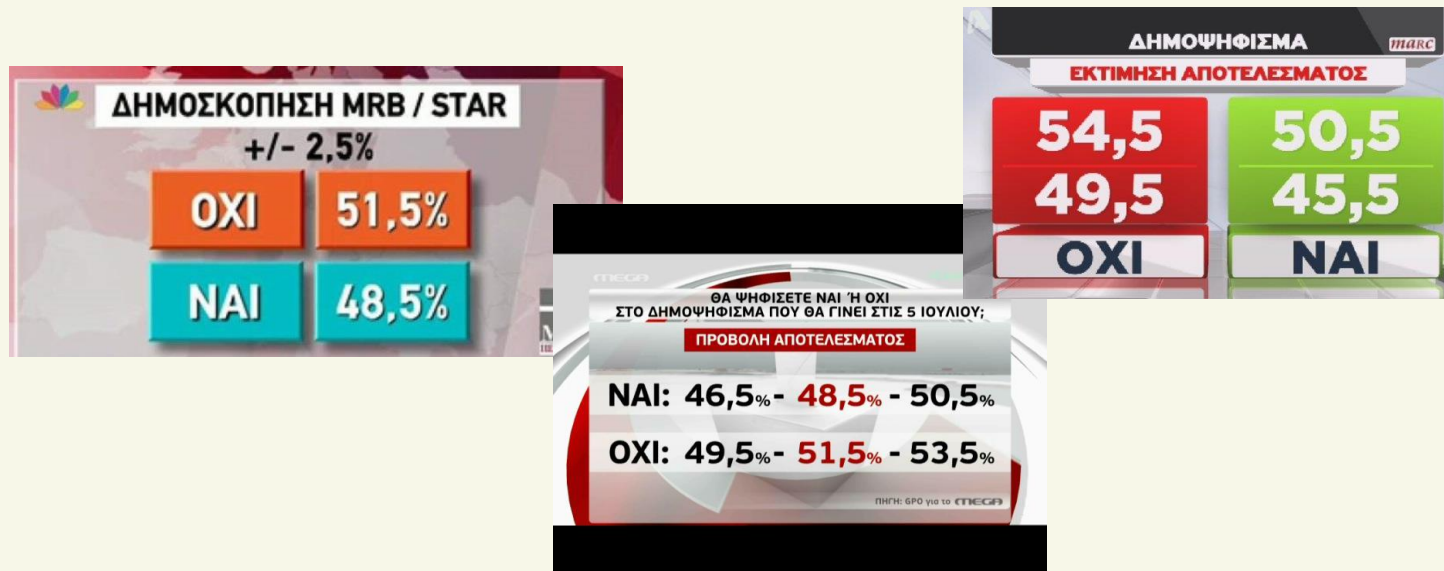 ΔΗΜΟΣΚΟΠΗΣΗ MRB / STAR
+/- 2,5%
ΟΧΙ 51,5%
ΝΑΙ 48,5%
MEGA
ΘΑ ΨΗΦΙΣΕΤΕ ΝΑΙ Ή ΟΧΙ
ΣΤΟ ΔΗΜΟΨΗΦΙΣΜΑ ΠΟΥ ΘΑ ΓΙΝΕΙ ΣΤΙΣ 5 ΙΟΥΛΙΟΥ;
ΠΡΟΒΟΛΗ ΑΠΟΤΕΛΕΣΜΑΤΟΣ
ΝΑΙ: 46,5% - 48,5% - 50,5%
ΟΧΙ: 49,5% - 51,5% - 53,5%
ΠΗΓΗ: GPO για το MEGA
ΔΗΜΟΨΗΦΙΣΜΑ marc
ΕΚΤΙΜΗΣΗ ΑΠΟΤΕΛΕΣΜΑΤΟΣ
54,5 50,5
49,5 45,5
ΟΧΙ ΝΑΙ